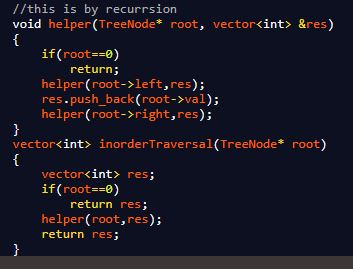 //this is by recurrsion
void helper(TreeNode* root, vector<int> &res)
{
if(root==0)
return;
helper(root->left,res);
res.push_back(root->val);
helper(root->right,res);
}
vector<int> inorderTraversal(TreeNode* root)
{
vector<int> res;
if(root==0)
return res;
helper(root,res);
return res;
}